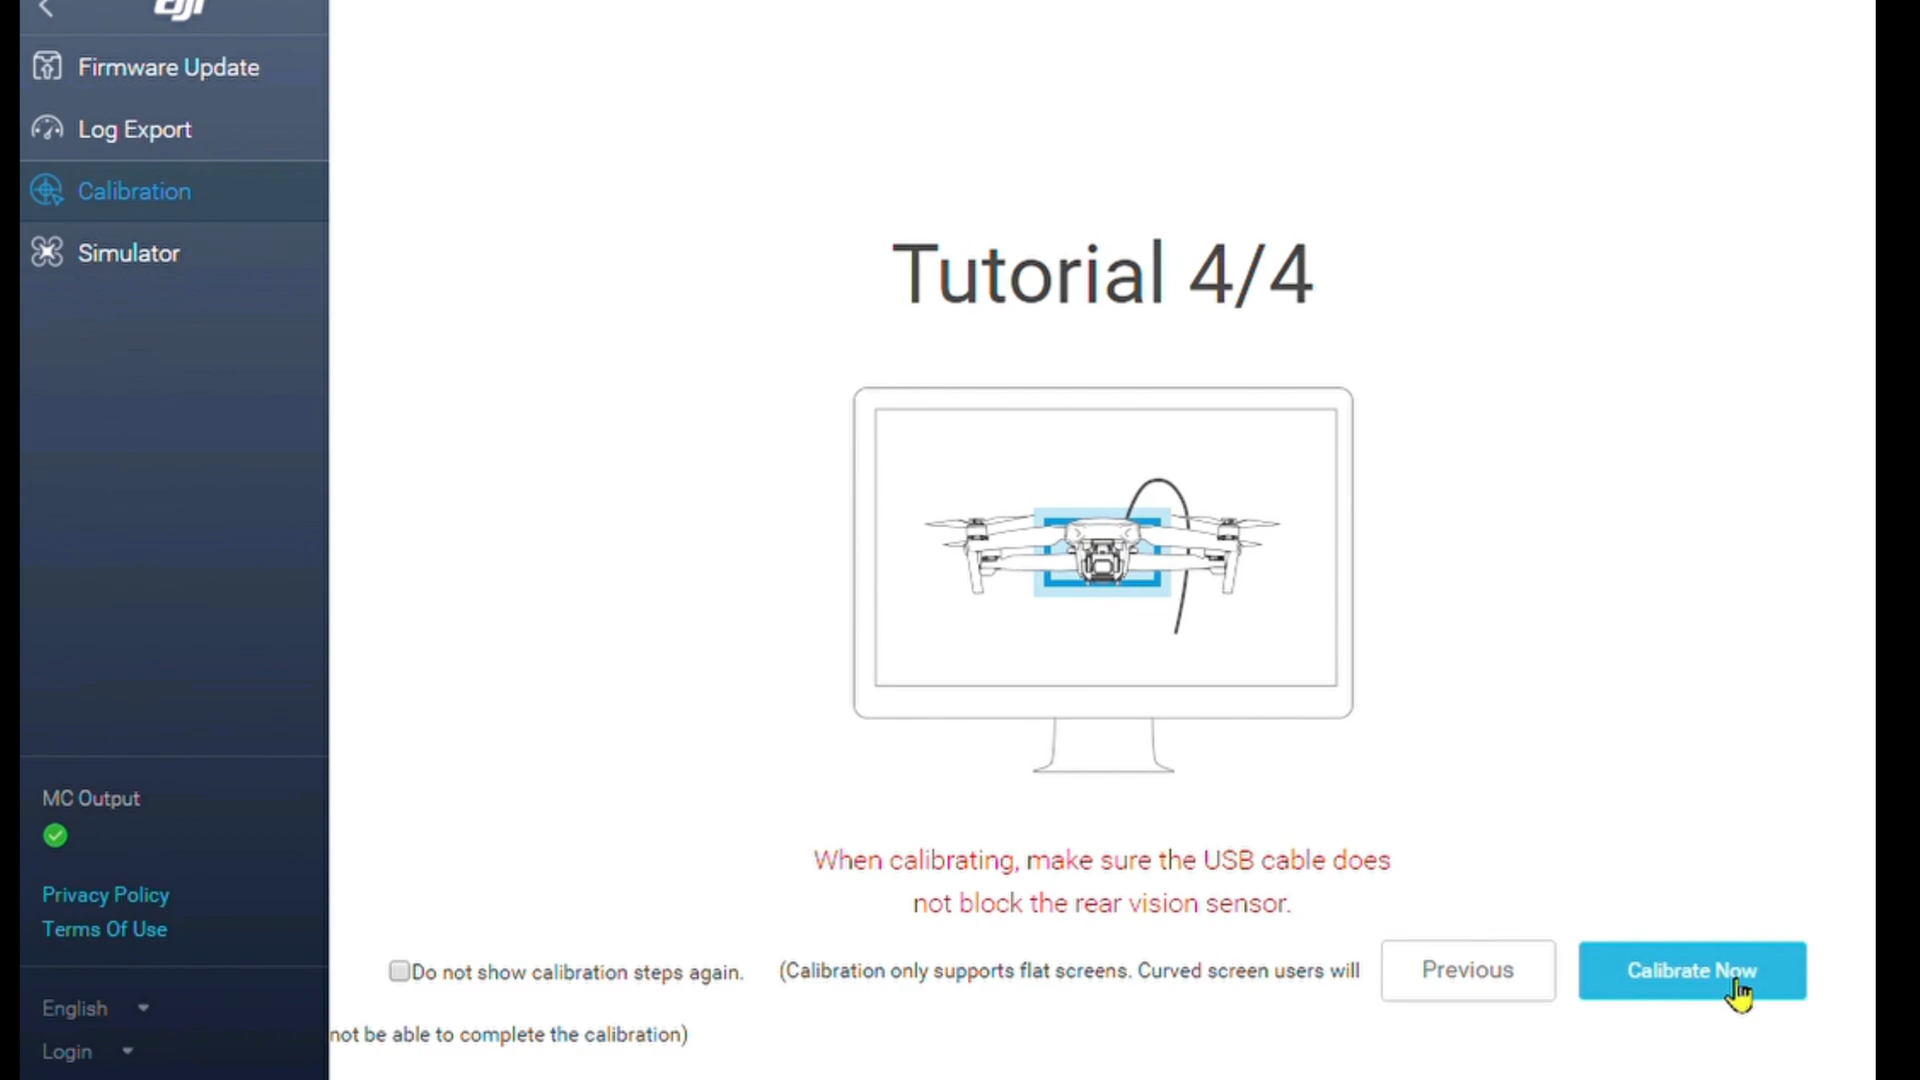 dji
Firmware Update
Log Export
Calibration
Simulator
MC Output
Privacy Policy
Terms Of Use
English
Login
Tutorial 4/4
When calibrating, make sure the USB cable does
not block the rear vision sensor.
Do not show calibration steps again. (Calibration only supports flat screens. Curved screen users will
not be able to complete the calibration)
Previous
Calibrate Now